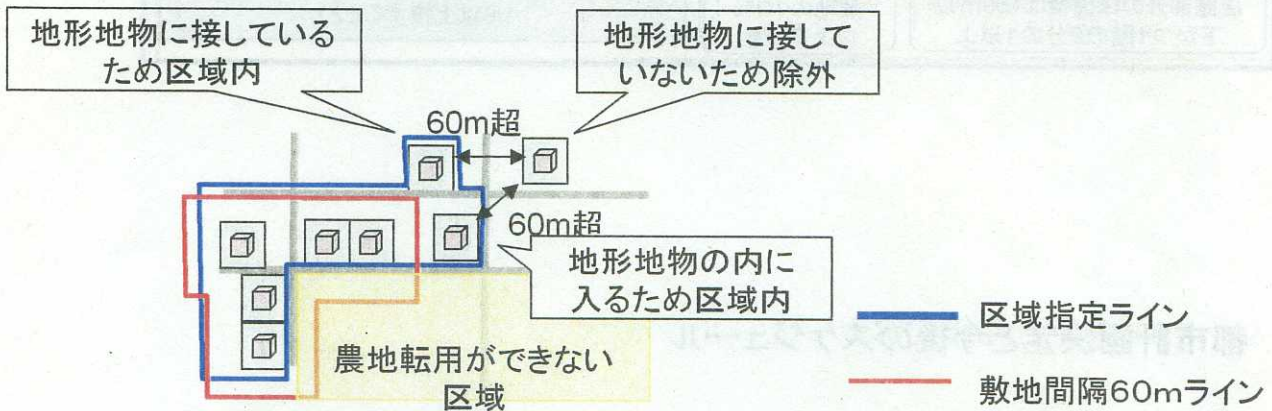 地形地物に接している
ため区域内
地形地物に接して
いないため除外
60m超
60m超
地形地物の内に
入るため区域内
農地転用ができない
区域
区域指定ライン
敷地間隔60mライン